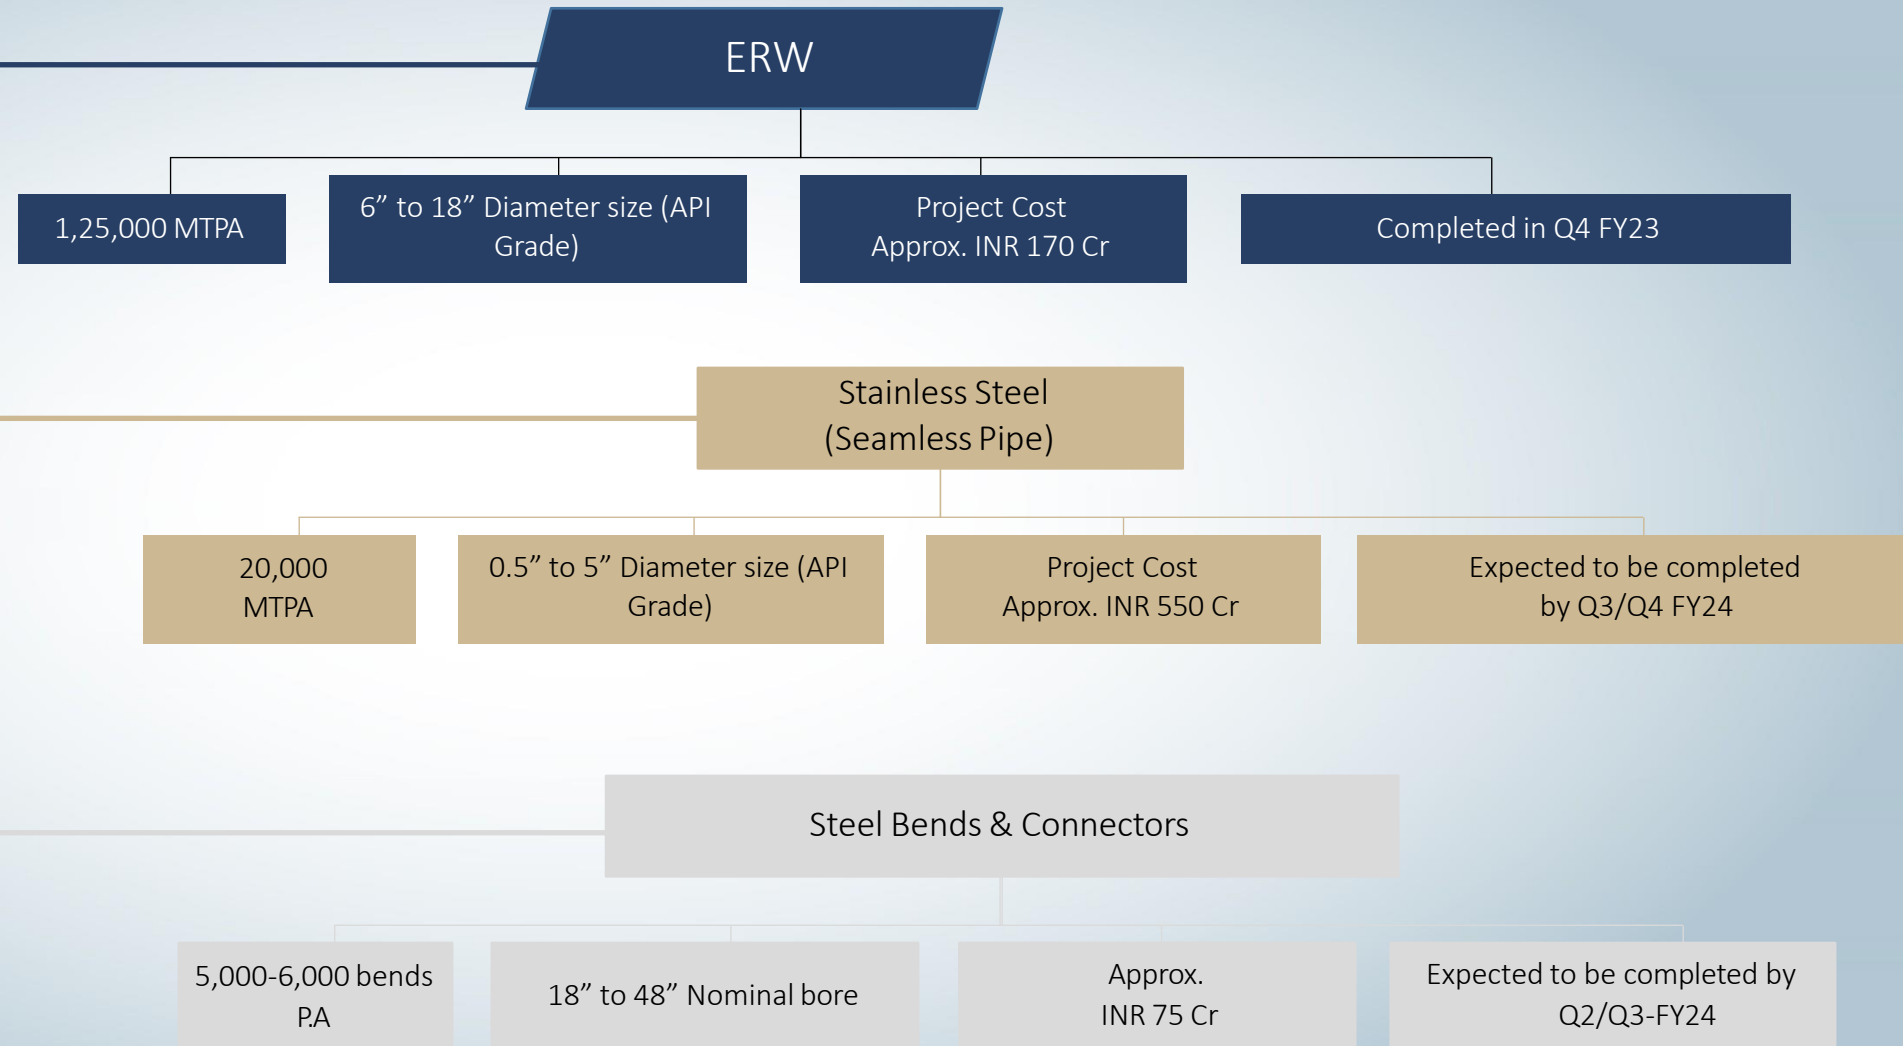 ERW
1,25,000 MTPA
6” to 18” Diameter size (API
Grade)
Project Cost
Approx. INR 170 Cr
Completed in Q4 FY23
Stainless Steel
(Seamless Pipe)
20,000
MTPA
0.5” to 5” Diameter size (API
Grade)
Project Cost
Approx. INR 550 Cr
Expected to be completed
by Q3/Q4 FY24
Steel Bends & Connectors
5,000-6,000 bends
P.A
18” to 48” Nominal bore
Approx.
INR 75 Cr
Expected to be completed by
Q2/Q3-FY24